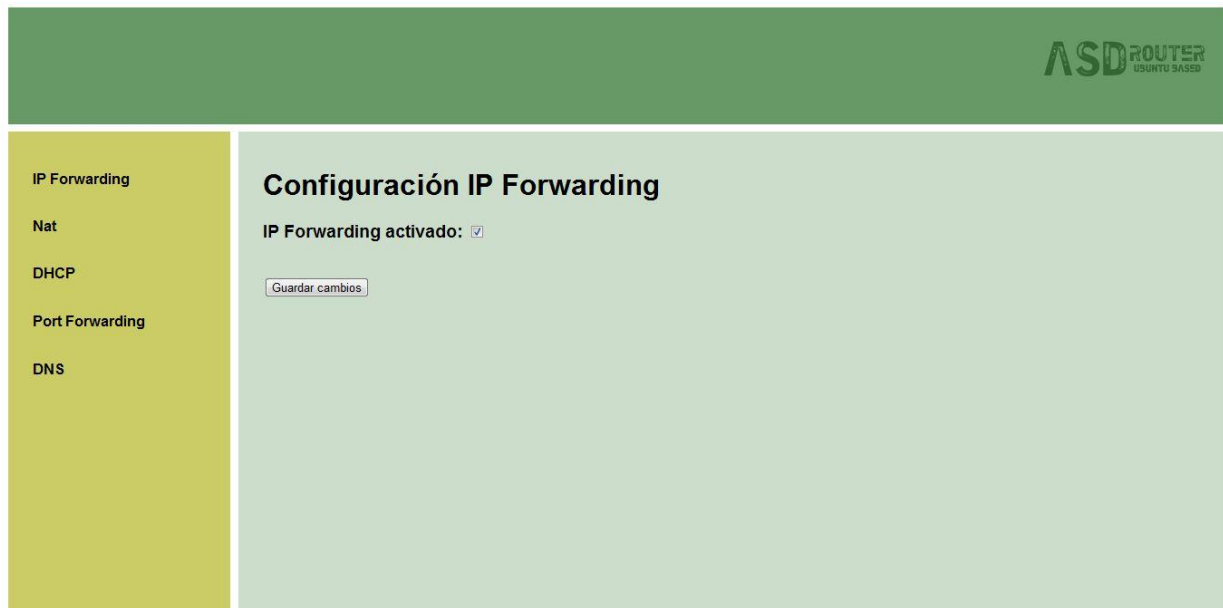 ASD ROUTER
UBUNTU BASED
IP Forwarding
Nat
DHCP
Port Forwarding
DNS
Configuración IP Forwarding
IP Forwarding activado:
Guardar cambios